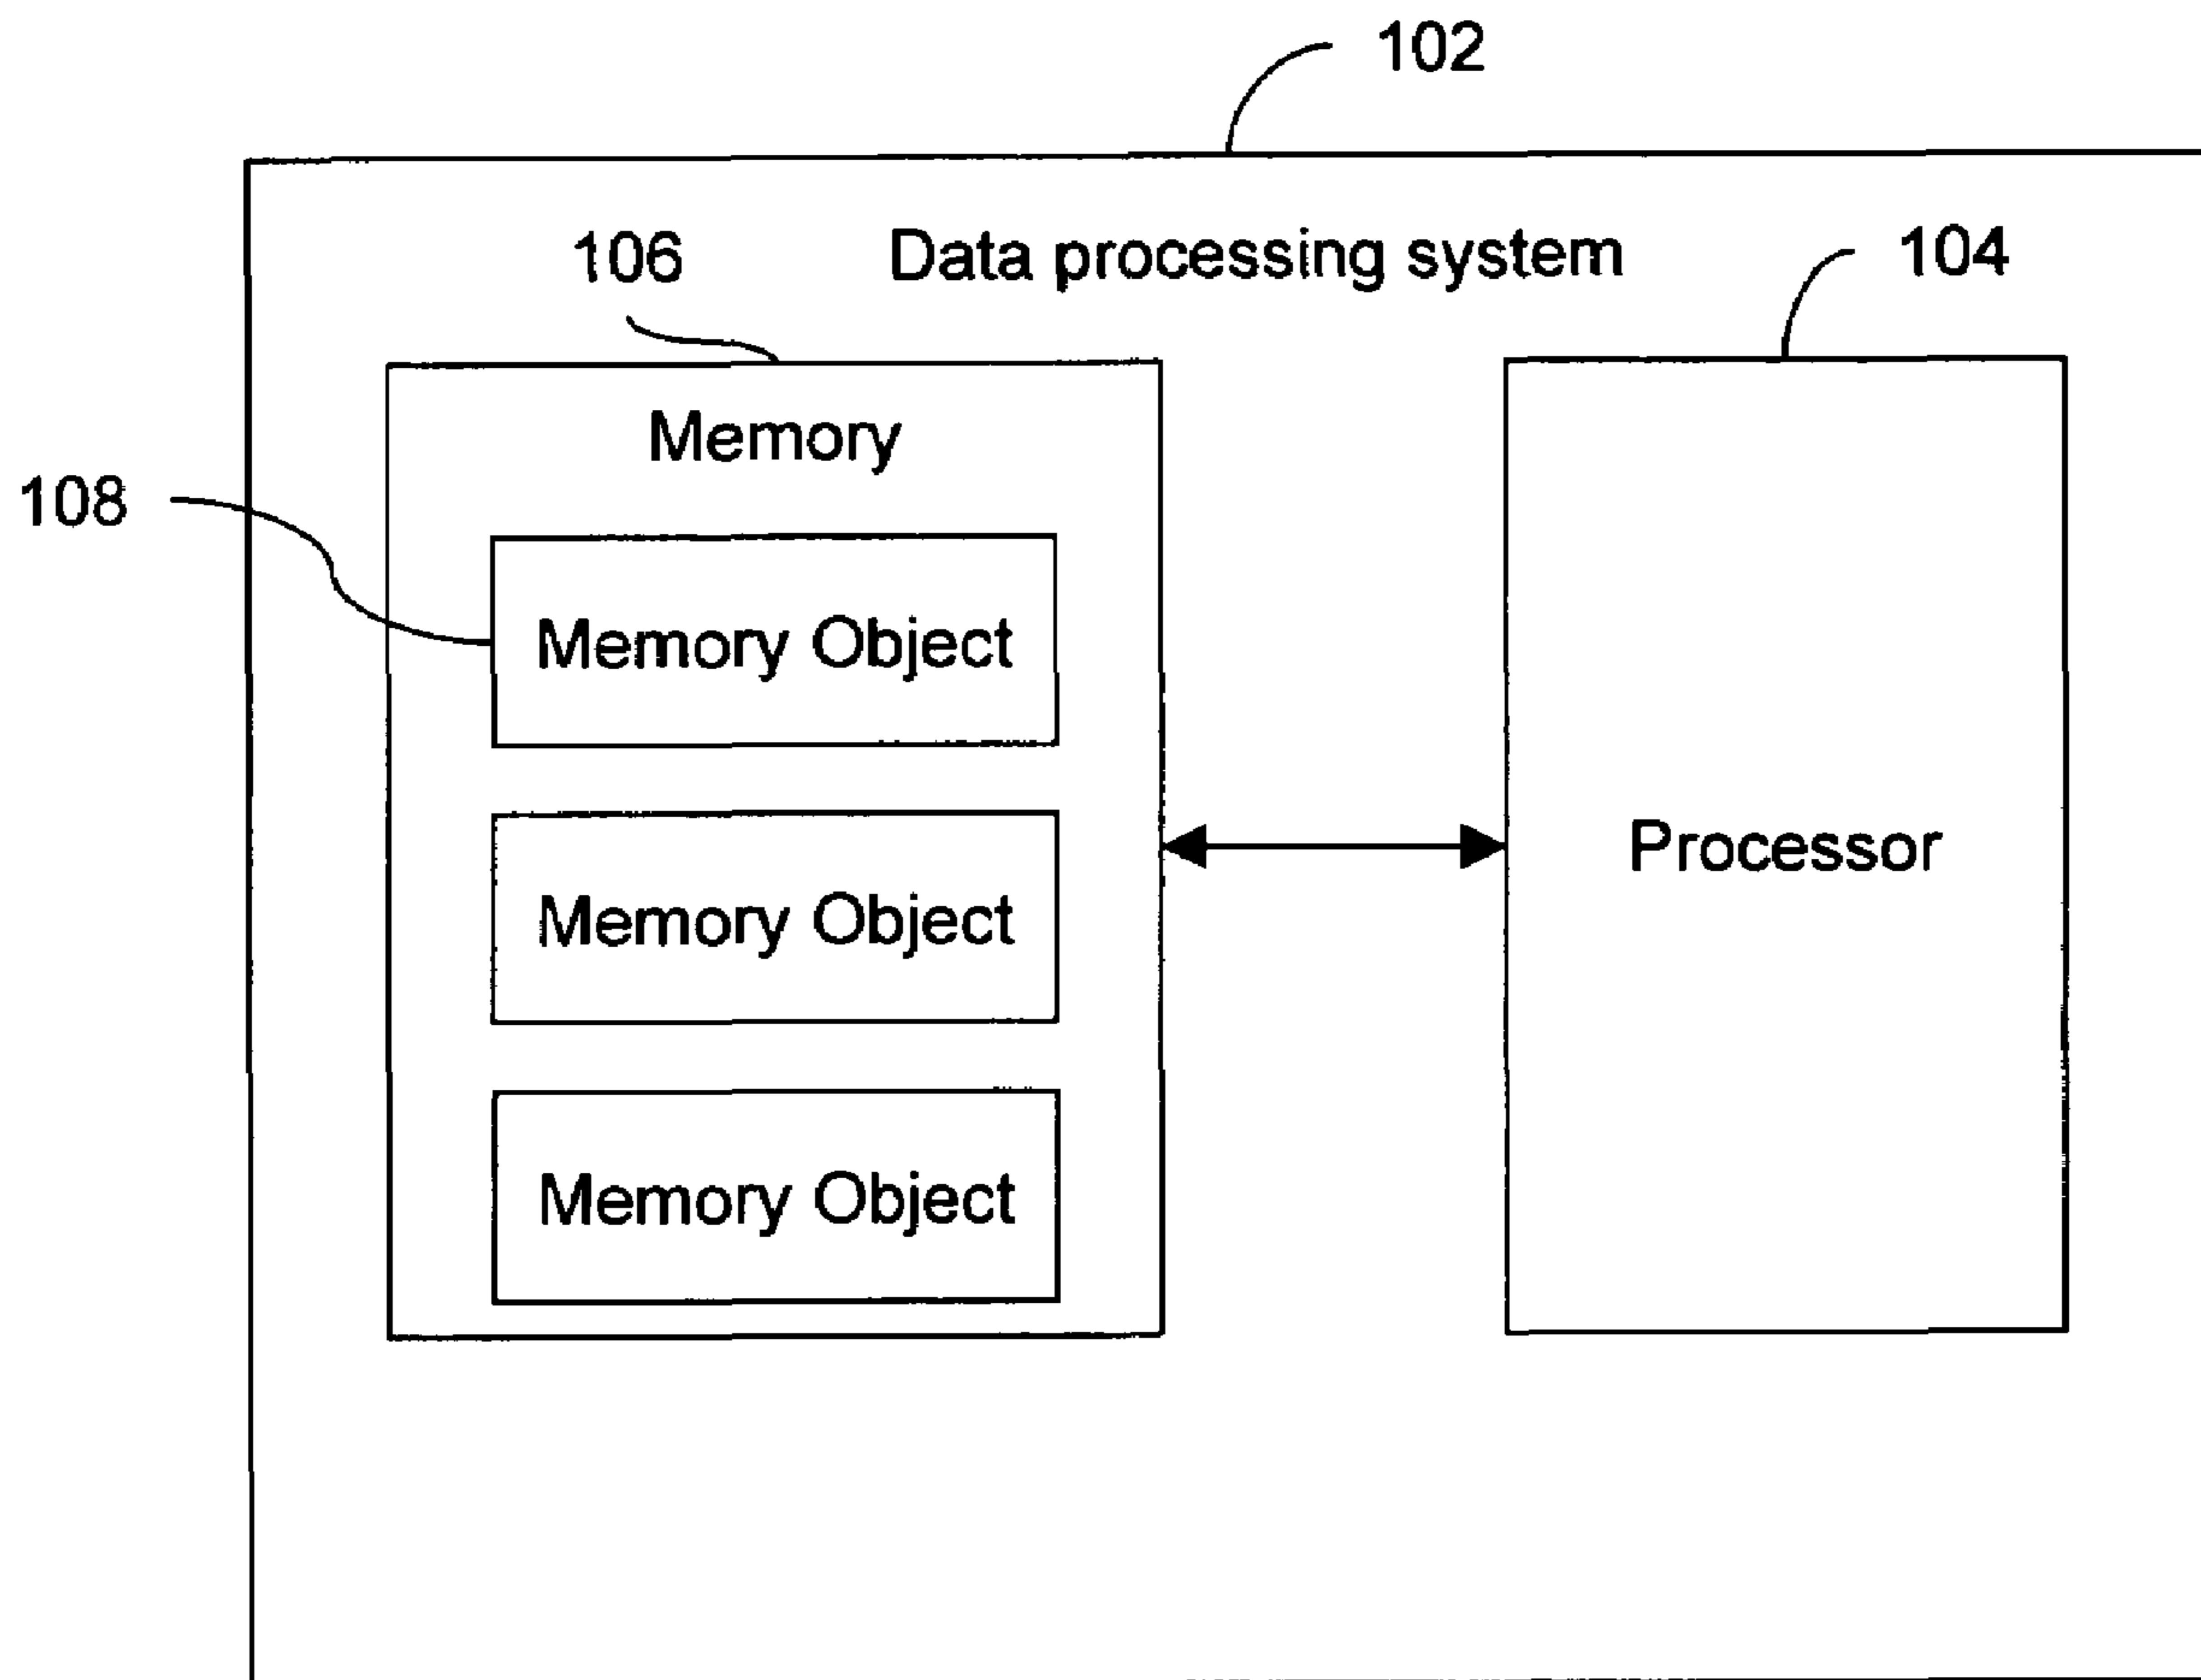 102
106
Data processing system
104
Memory
108
Memory Object
Memory Object
Processor
Memory Object